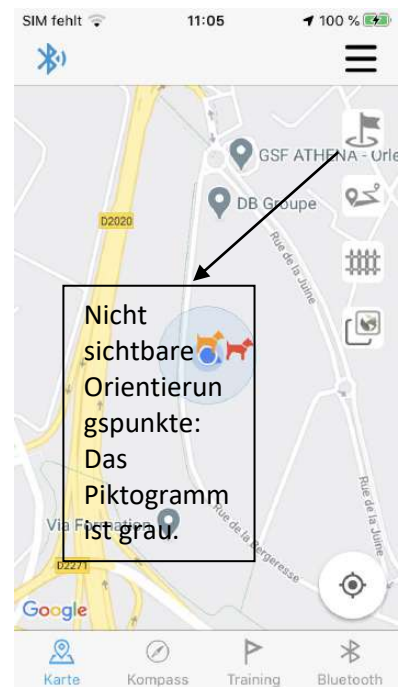 SIM fehlt 11:05 100 %
GSF ATHENA - Orle
DB Groupe
D2020
Rue de la Juine
Nicht
sichtbare
Orientierun
gspunkte:
Das
Piktogramm
ist grau.
Via Formation
Rue de la Juine
Rue de la Bergeresse
D2271
Google
Karte Kompass Training Bluetooth